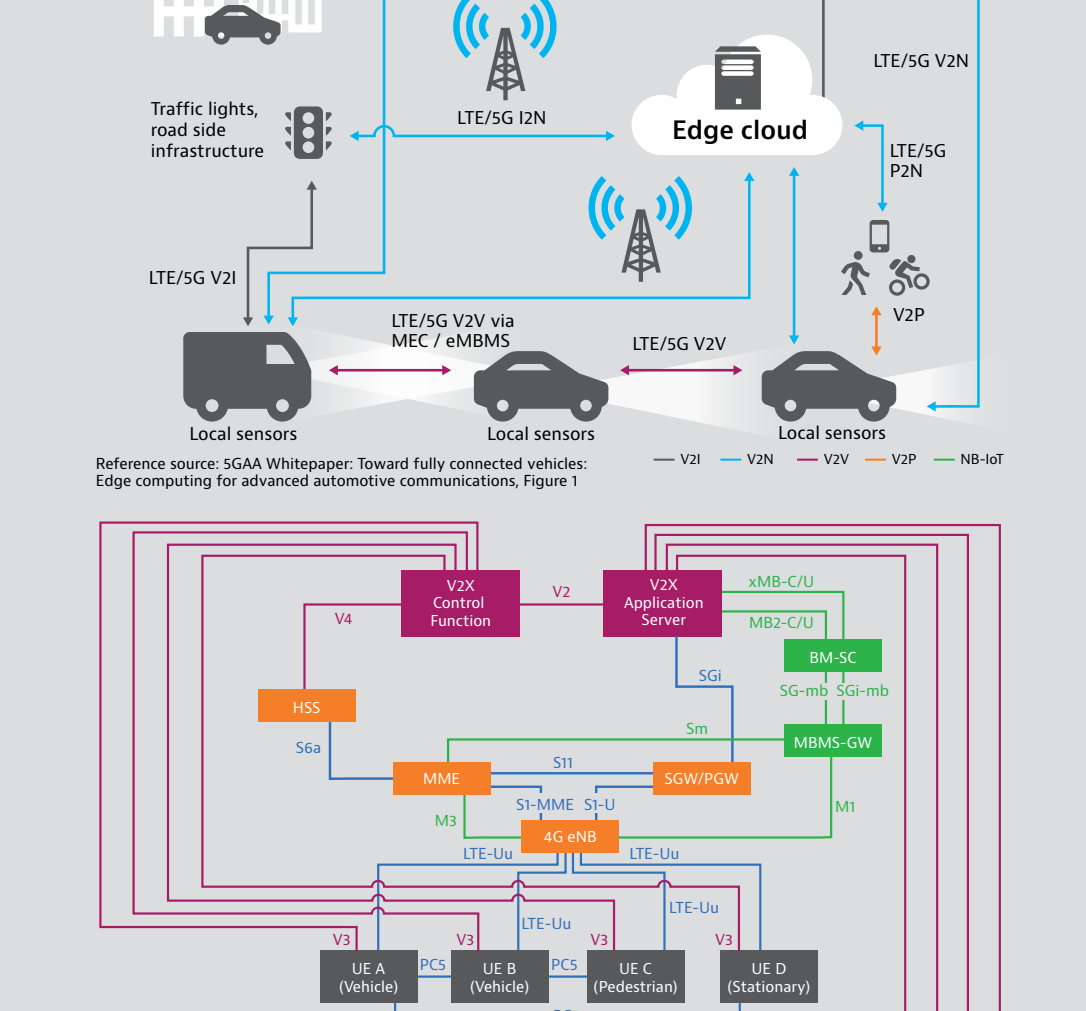 LTE/5G V2N
Traffic lights,
road side
infrastructure
LTE/5G I2N
Edge cloud
LTE/5G
P2N
LTE/5G V2I
V2P
LTE/5G V2V via
MEC / eMBMS
LTE/5G V2V
Local sensors
Local sensors
Local sensors
Reference source: 5GAA Whitepaper: Toward fully connected vehicles:
Edge computing for advanced automotive communications, Figure 1
V2I
V2N
V2V
V2P
NB-IoT
V2X
Control
Function
V2
V2X
Application
Server
xMB-C/U
MB2-C/U
V4
BM-SC
SGi
SG-mb
SGi-mb
HSS
Sm
MBMS-GW
S6a
S11
MME
SGW/PGW
S1-MME
S1-U
M3
M1
4G eNB
LTE-Uu
LTE-Uu
LTE-Uu
LTE-Uu
V3
V3
V3
V3
UE A
(Vehicle)
PC5
UE B
(Vehicle)
PC5
UE C
(Pedestrian)
UE D
(Stationary)